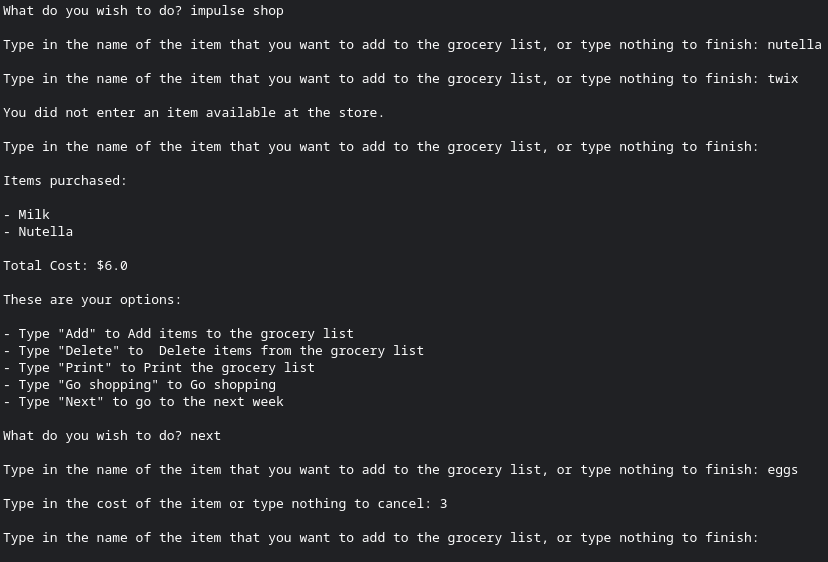 What do you wish to do? impulse shop
Type in the name of the item that you want to add to the grocery list, or type nothing to finish: nutella
Type in the name of the item that you want to add to the grocery list, or type nothing to finish: twix
You did not enter an item available at the store.
Type in the name of the item that you want to add to the grocery list, or type nothing to finish:
Items purchased:
- Milk
- Nutella
Total Cost: $6.0
These are your options:
- Type "Add" to Add items to the grocery list
- Type "Delete" to  Delete items from the grocery list
- Type "Print" to Print the grocery list
- Type "Go shopping" to Go shopping
- Type "Next" to go to the next week
What do you wish to do? next
Type in the name of the item that you want to add to the grocery list, or type nothing to finish: eggs
Type in the cost of the item or type nothing to cancel: 3
Type in the name of the item that you want to add to the grocery list, or type nothing to finish: